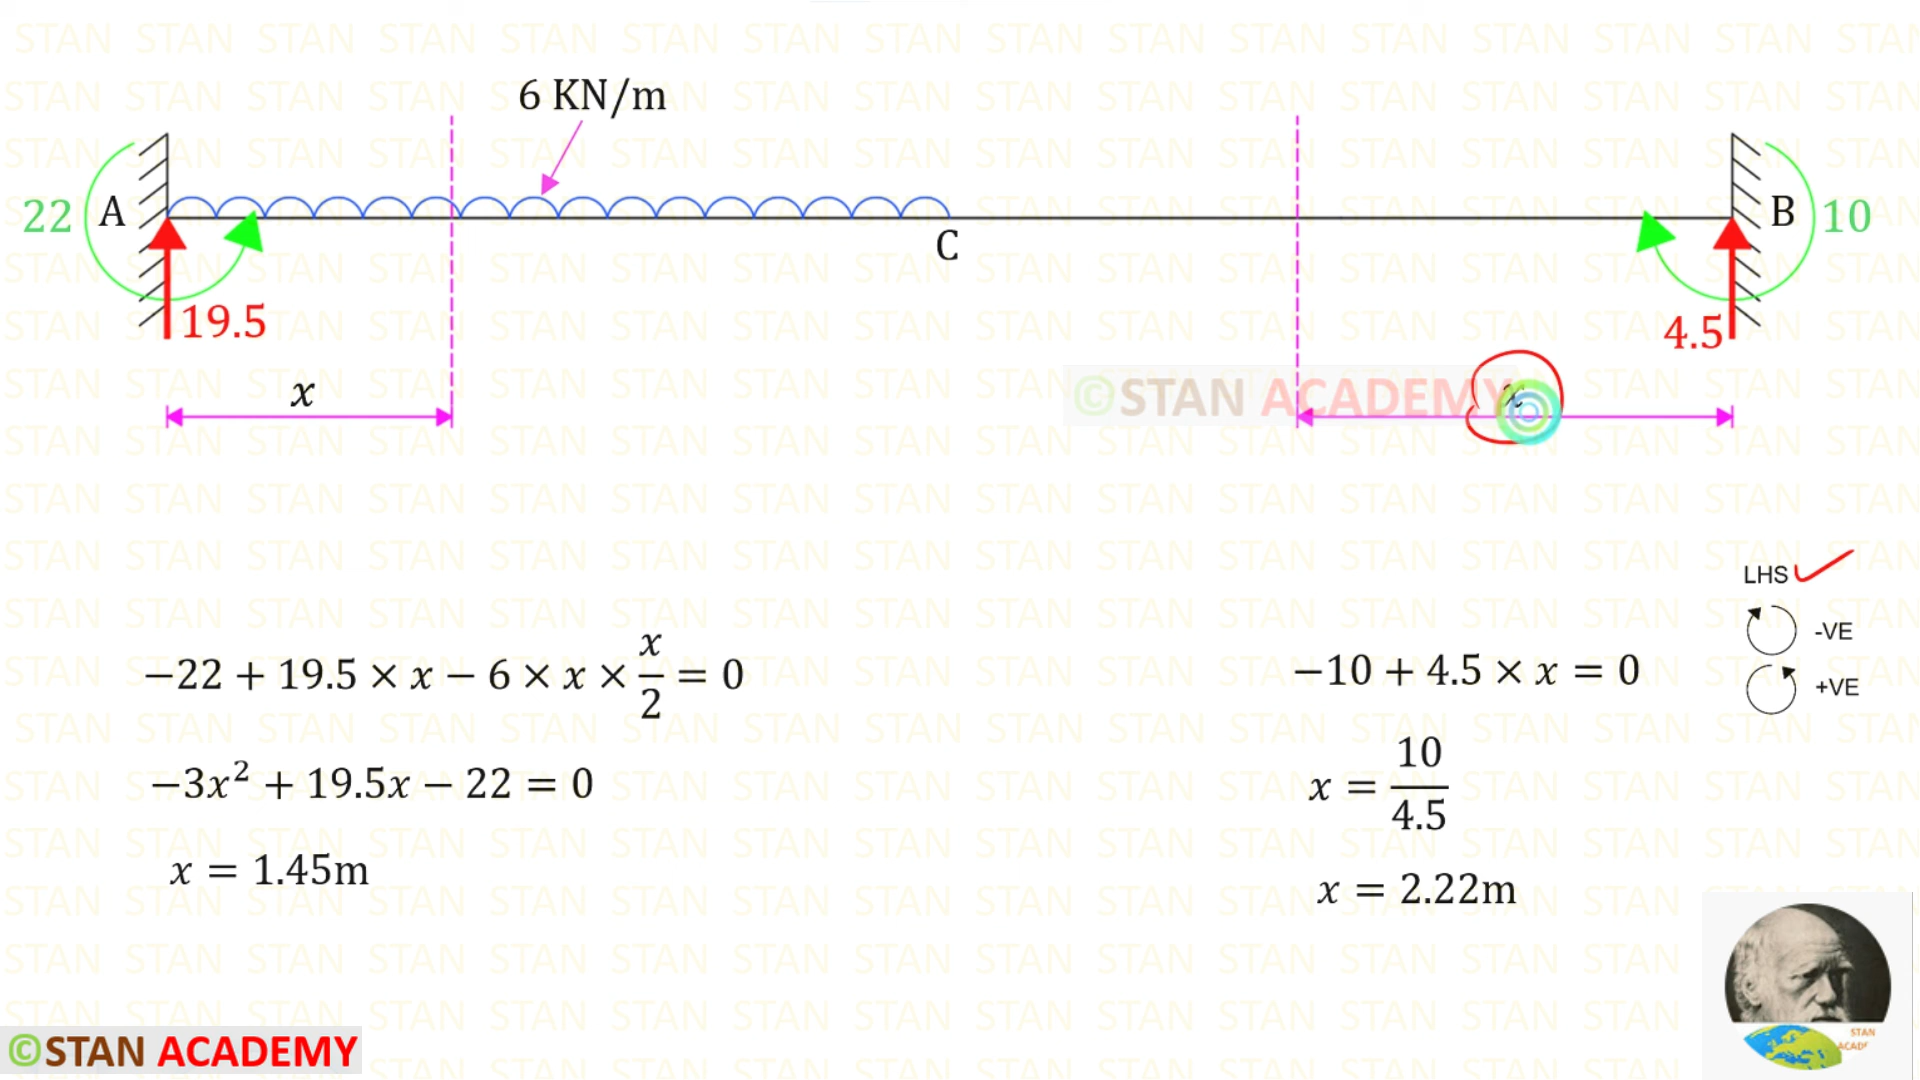 6 KN/m
22
A
C
B
10
19.5
4.5
x
x
©STAN ACADEMY
−22 + 19.5 × x − 6 × x × x/2 = 0
−3x² + 19.5x − 22 = 0
x = 1.45m
−10 + 4.5 × x = 0
x = 10/4.5
x = 2.22m
LHS
-VE
+VE
©STAN ACADEMY
STAN